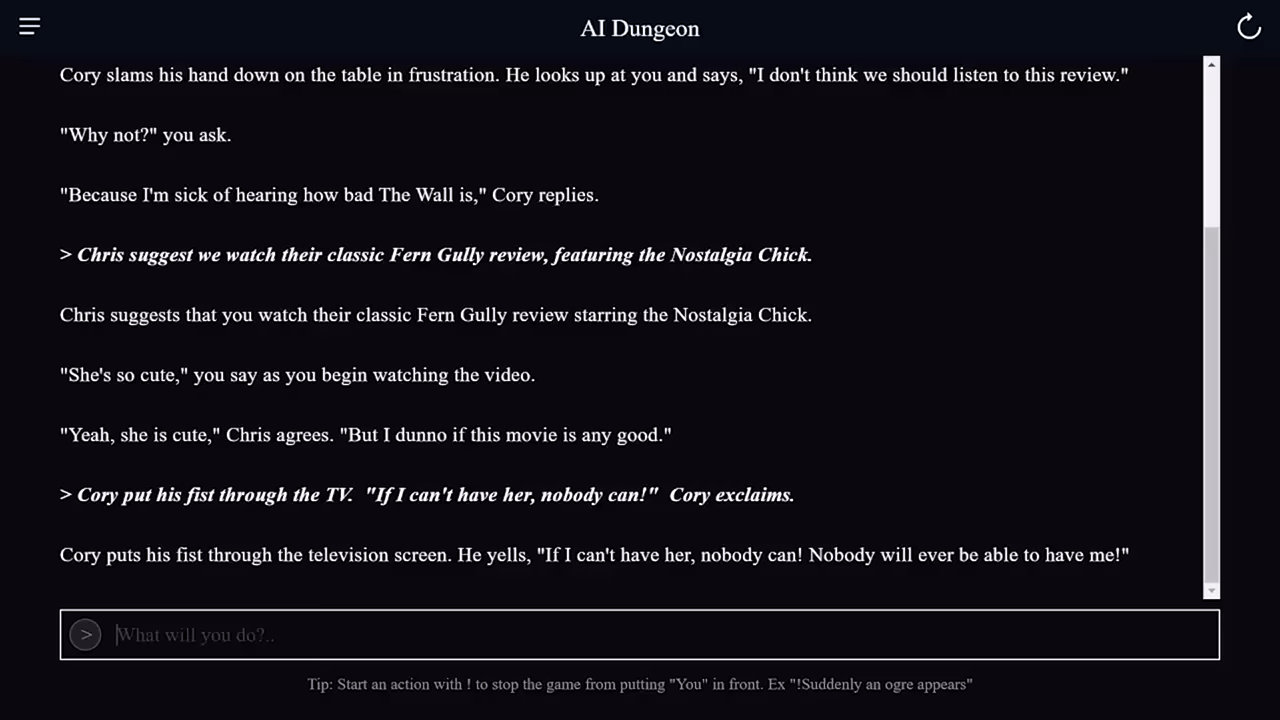 AI Dungeon
Cory slams his hand down on the table in frustration. He looks up at you and says, "I don't think we should listen to this review."
"Why not?" you ask.
"Because I'm sick of hearing how bad The Wall is," Cory replies.
> Chris suggest we watch their classic Fern Gully review, featuring the Nostalgia Chick.
Chris suggests that you watch their classic Fern Gully review starring the Nostalgia Chick.
"She's so cute," you say as you begin watching the video.
"Yeah, she is cute," Chris agrees. "But I dunno if this movie is any good."
> Cory put his fist through the TV.  "If I can't have her, nobody can!"  Cory exclaims.
Cory puts his fist through the television screen. He yells, "If I can't have her, nobody can! Nobody will ever be able to have me!"
> What will you do?..
Tip: Start an action with ! to stop the game from putting "You" in front. Ex "!Suddenly an ogre appears"